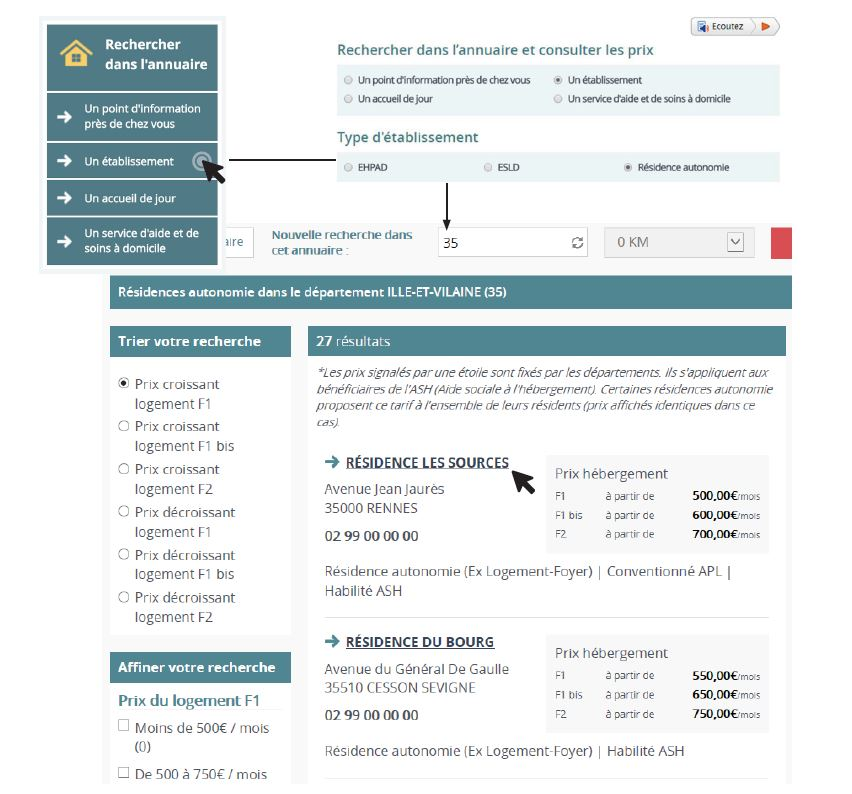 Rechercher
dans l'annuaire
Un point d'information
près de chez vous
Un établissement
Un accueil de jour
Un service d'aide et de
soins à domicile
Ecoutez
Rechercher dans l'annuaire et consulter les prix
Un point d'information près de chez vous
Un établissement
Un accueil de jour
Un service d'aide et de soins à domicile
Type d'établissement
EHPAD
ESLD
Résidence autonomie
aire
Nouvelle recherche dans
cet annuaire :
35
0 KM
Résidences autonomie dans le département ILLE-ET-VILAINE (35)
Trier votre recherche
Prix croissant
logement F1
Prix croissant
logement F1 bis
Prix croissant
logement F2
Prix décroissant
logement F1
Prix décroissant
logement F1 bis
Prix décroissant
logement F2
Affiner votre recherche
Prix du logement F1
Moins de 500€ / mois
(0)
De 500 à 750€ / mois
27 résultats
*Les prix signalés par une étoile sont fixés par les départements. Ils s'appliquent aux
bénéficiaires de l'ASH (Aide sociale à l'hébergement). Certaines résidences autonomie
proposent ce tarif à l'ensemble de leurs résidents (prix affichés identiques dans ce
cas).
RÉSIDENCE LES SOURCES
Avenue Jean Jaurès
35000 RENNES
02 99 00 00 00
Prix hébergement
F1 à partir de 500,00€/mois
F1 bis à partir de 600,00€/mois
F2 à partir de 700,00€/mois
Résidence autonomie (Ex Logement-Foyer) | Conventionné APL |
Habilité ASH
RÉSIDENCE DU BOURG
Avenue du Général De Gaulle
35510 CESSON SEVIGNE
02 99 00 00 00
Prix hébergement
F1 à partir de 550,00€/mois
F1 bis à partir de 650,00€/mois
F2 à partir de 750,00€/mois
Résidence autonomie (Ex Logement-Foyer) | Habilité ASH